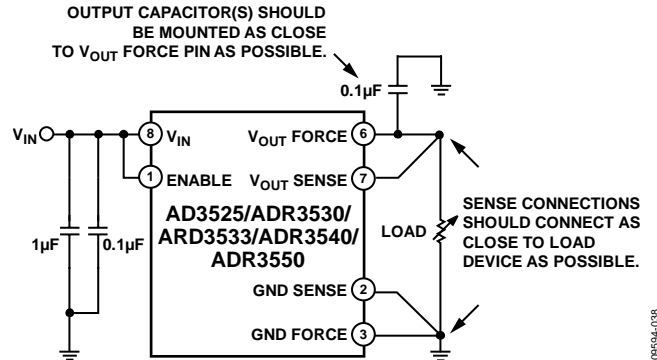 OUTPUT CAPACITOR(S) SHOULD
BE MOUNTED AS CLOSE
TO VOUT FORCE PIN AS POSSIBLE.
0.1µF
VIN
8
VIN
VOUT FORCE
6
1
ENABLE
VOUT SENSE
7
AD3525/ADR3530/
ARD3533/ADR3540/
ADR3550
1µF
0.1µF
LOAD
SENSE CONNECTIONS
SHOULD CONNECT AS
CLOSE TO LOAD
DEVICE AS POSSIBLE.
GND SENSE
2
GND FORCE
3
09594-038